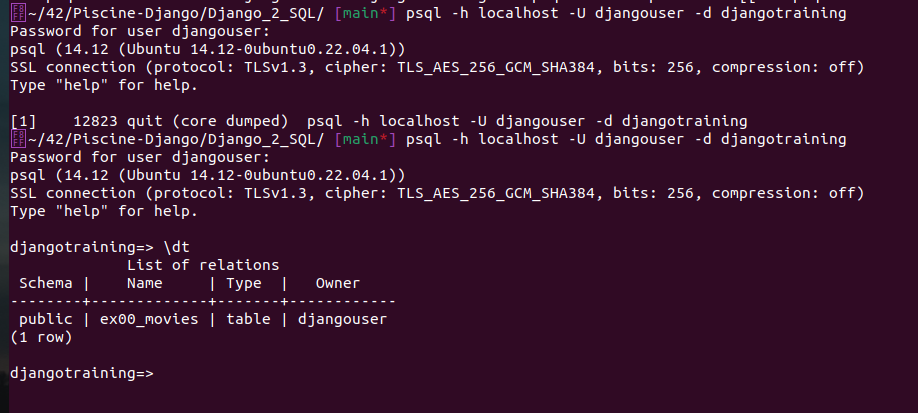 ~/42/Piscine-Django/Django_2_SQL/ [main*] psql -h localhost -U djangouser -d djangotraining
Password for user djangouser:
psql (14.12 (Ubuntu 14.12-0ubuntu0.22.04.1))
SSL connection (protocol: TLSv1.3, cipher: TLS_AES_256_GCM_SHA384, bits: 256, compression: off)
Type "help" for help.

[1]    12823 quit (core dumped)  psql -h localhost -U djangouser -d djangotraining
~/42/Piscine-Django/Django_2_SQL/ [main*] psql -h localhost -U djangouser -d djangotraining
Password for user djangouser:
psql (14.12 (Ubuntu 14.12-0ubuntu0.22.04.1))
SSL connection (protocol: TLSv1.3, cipher: TLS_AES_256_GCM_SHA384, bits: 256, compression: off)
Type "help" for help.

djangotraining=> \dt
             List of relations
 Schema |    Name     | Type  |   Owner
--------+-------------+-------+------------
 public | ex00_movies | table | djangouser
(1 row)

djangotraining=>